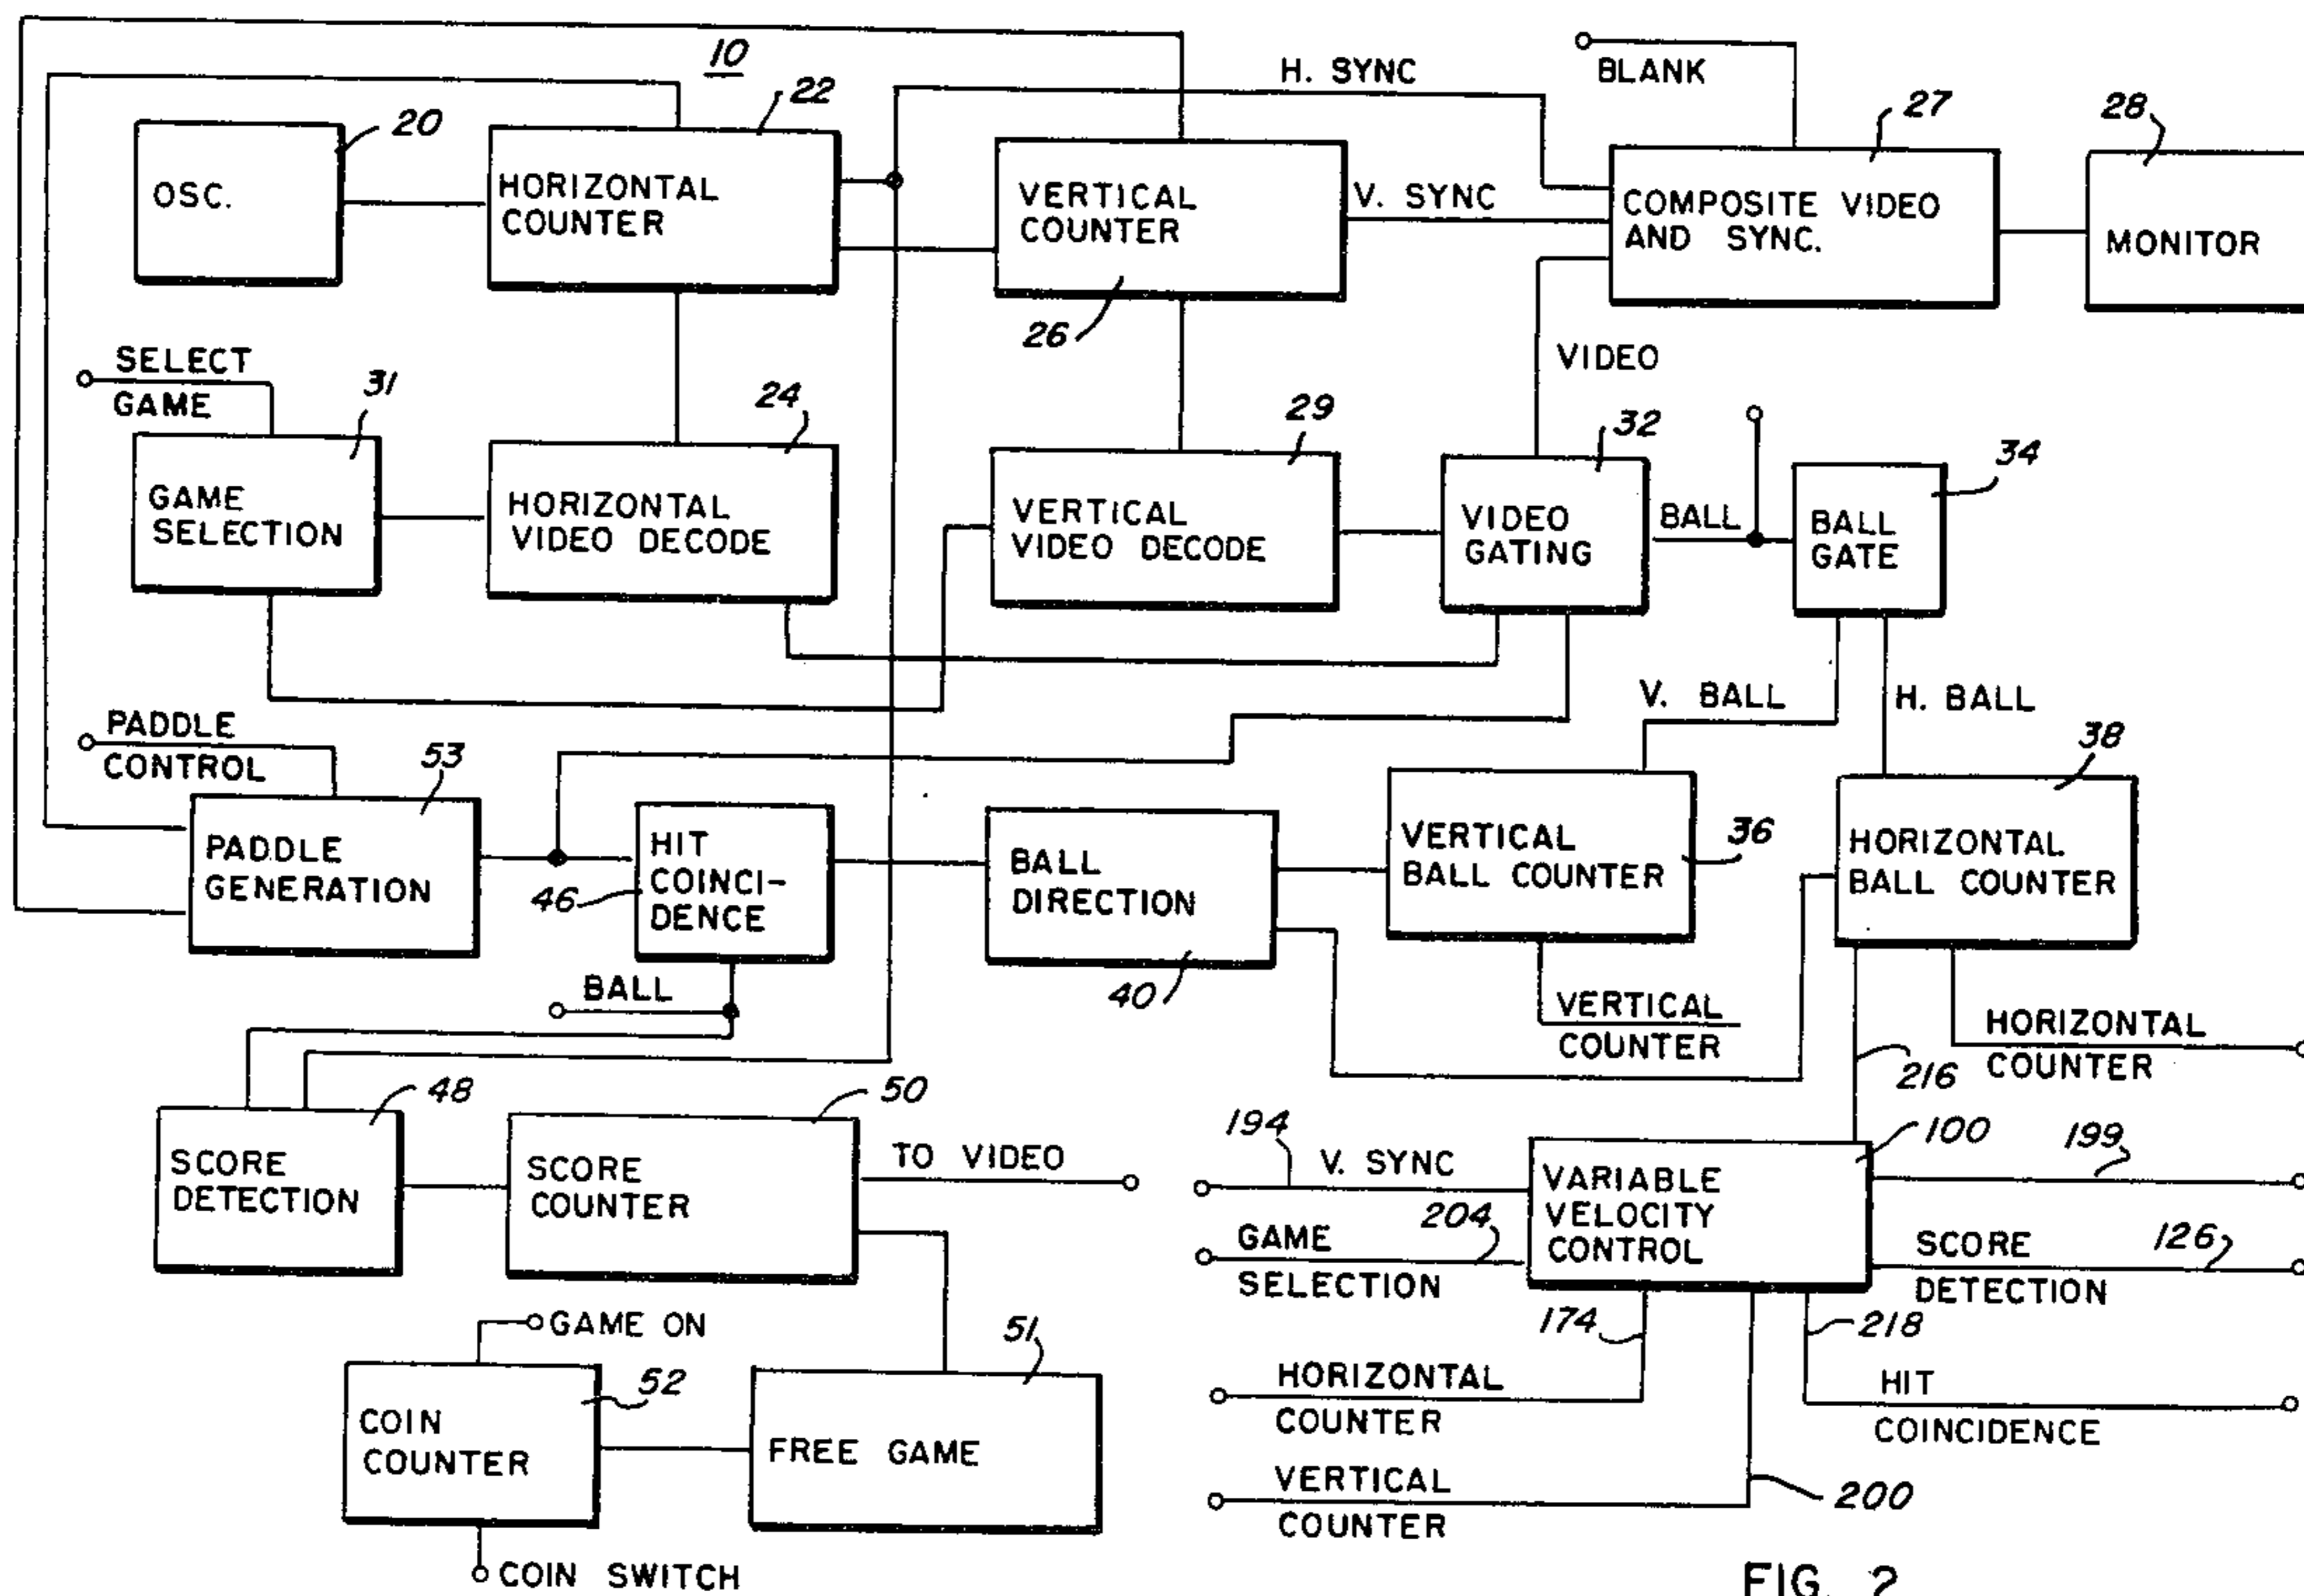 10
H. SYNC
BLANK
22
27
28
20
OSC.
HORIZONTAL
COUNTER
VERTICAL
COUNTER
26
V. SYNC
COMPOSITE VIDEO
AND SYNC.
MONITOR
SELECT
GAME
31
24
29
VIDEO
32
34
GAME
SELECTION
HORIZONTAL
VIDEO DECODE
VERTICAL
VIDEO DECODE
VIDEO
GATING
BALL
BALL
GATE
V. BALL
H. BALL
PADDLE
CONTROL
53
38
PADDLE
GENERATION
46
HIT
COINCI-
DENCE
BALL
DIRECTION
40
VERTICAL
BALL COUNTER
36
HORIZONTAL
BALL COUNTER
BALL
VERTICAL
COUNTER
216
HORIZONTAL
COUNTER
48
50
SCORE
DETECTION
SCORE
COUNTER
TO VIDEO
194
V. SYNC
GAME
SELECTION
204
VARIABLE
VELOCITY
CONTROL
100
199
SCORE
DETECTION
126
GAME ON
51
174
218
COIN
COUNTER
52
FREE GAME
HORIZONTAL
COUNTER
HIT
COINCIDENCE
VERTICAL
COUNTER
200
COIN SWITCH
FIG. 2